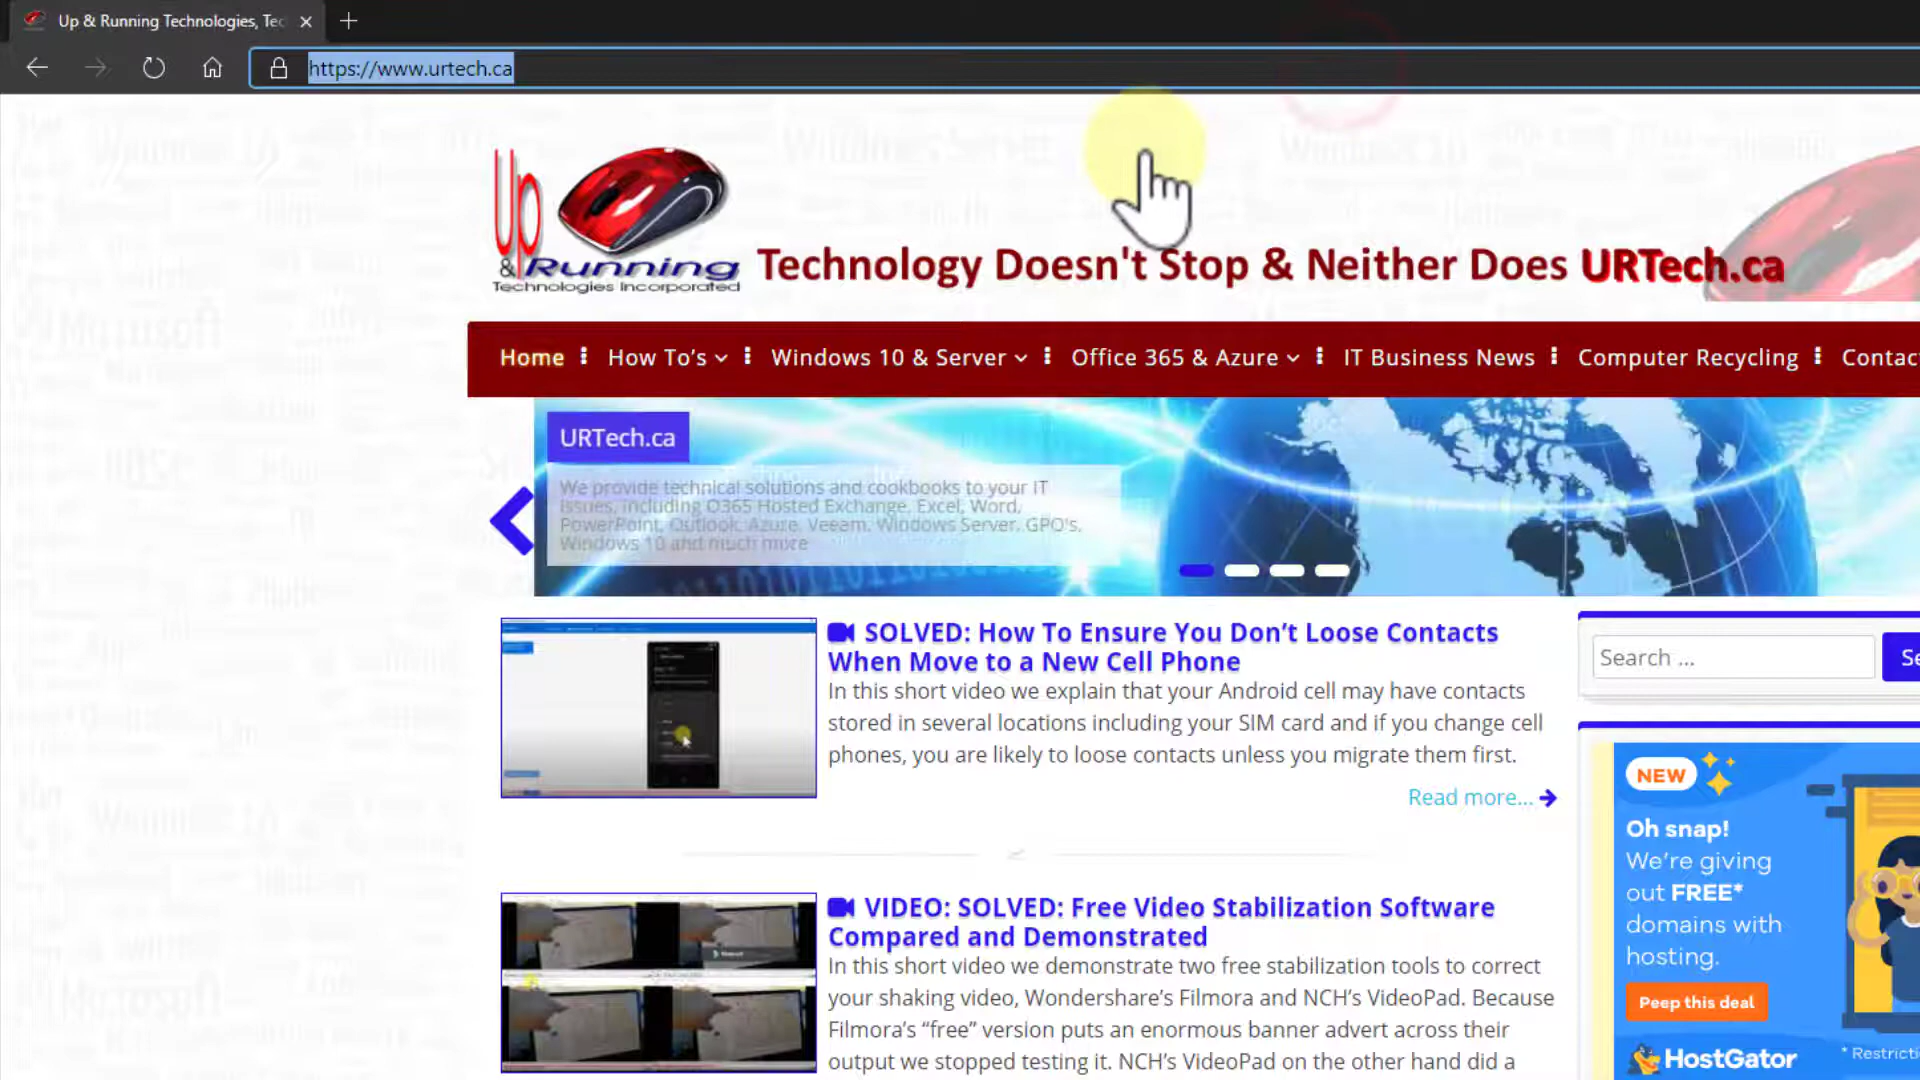 Up & Running Technologies, Tec
https://www.urtech.ca
Up
& Running
Technologies Incorporated
Technology Doesn't Stop & Neither Does URTech.ca
Home How To's Windows 10 & Server Office 365 & Azure IT Business News Computer Recycling Contac
URTech.ca
We provide technical solutions and cookbooks to your IT
issues, including O365 Hosted Exchange, Excel, Word,
PowerPoint, Outlook, Azure, Veeam, Windows Server, GPO's,
Windows 10 and much more
SOLVED: How To Ensure You Don’t Loose Contacts
When Move to a New Cell Phone
In this short video we explain that your Android cell may have contacts
stored in several locations including your SIM card and if you change cell
phones, you are likely to loose contacts unless you migrate them first.
Read more...
VIDEO: SOLVED: Free Video Stabilization Software
Compared and Demonstrated
In this short video we demonstrate two free stabilization tools to correct
your shaking video, Wondershare’s Filmora and NCH’s VideoPad. Because
Filmora’s “free” version puts an enormous banner advert across their
output we stopped testing it. NCH’s VideoPad on the other hand did a
Search ...
Se
NEW
Oh snap!
We’re giving
out FREE*
domains with
hosting.
Peep this deal
HostGator
* Restricti